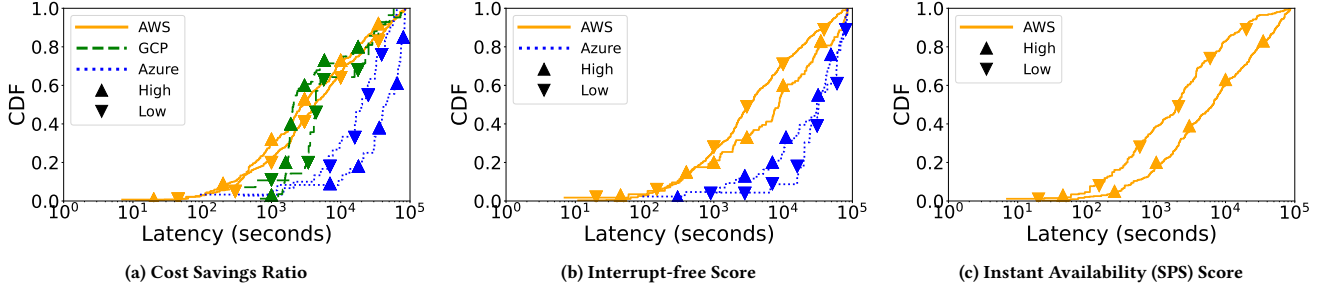 1.0
0.8
0.6
0.4
0.2
0.0
CDF
10^0 10^1 10^2 10^3 10^4 10^5
Latency (seconds)
AWS
GCP
Azure
High
Low
(a) Cost Savings Ratio
1.0
0.8
0.6
0.4
0.2
0.0
CDF
10^0 10^1 10^2 10^3 10^4 10^5
Latency (seconds)
AWS
Azure
High
Low
(b) Interrupt-free Score
1.0
0.8
0.6
0.4
0.2
0.0
CDF
10^0 10^1 10^2 10^3 10^4 10^5
Latency (seconds)
AWS
High
Low
(c) Instant Availability (SPS) Score